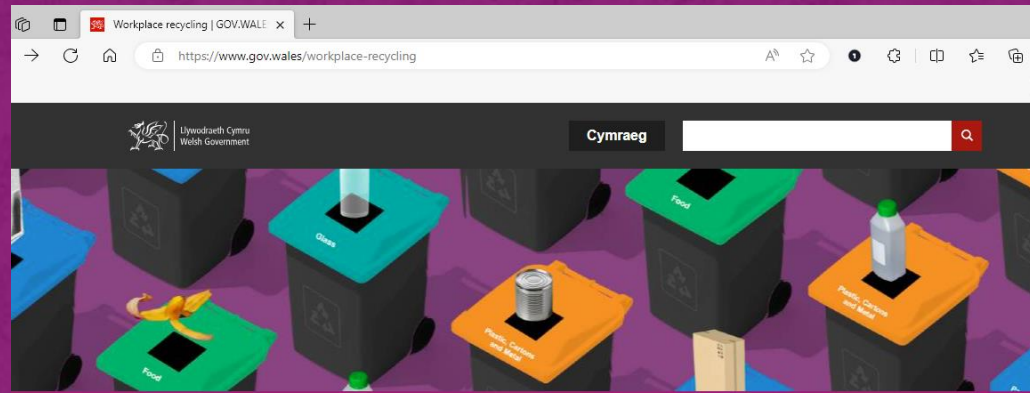 Workplace recycling | GOV.WALE
https://www.gov.wales/workplace-recycling
Llywodraeth Cymru
Welsh Government
Cymraeg
Food
Glass
Plastic, Cartons
and Metal
Food
Plastic, Cartons
and Metal